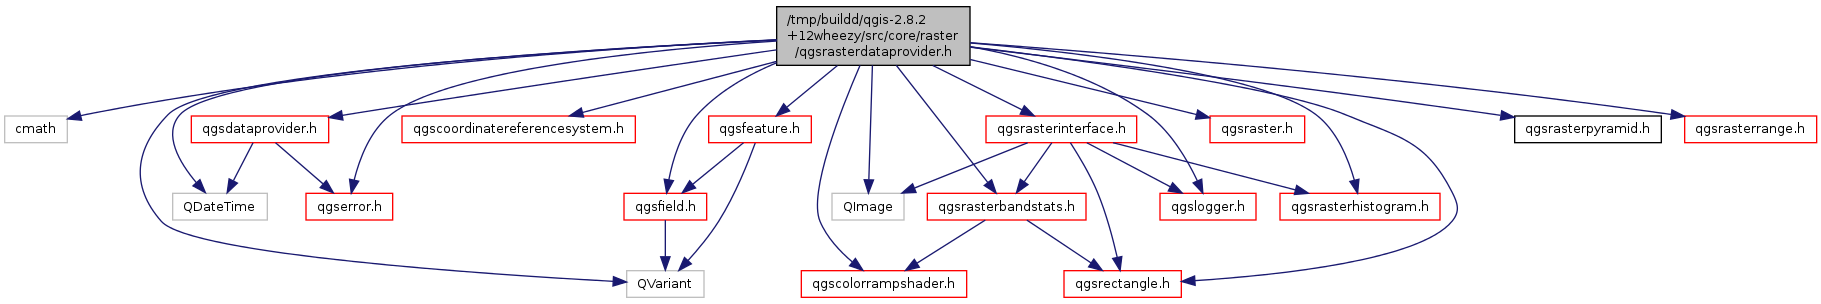 /tmp/buildd/qgis-2.8.2
+12wheezy/src/core/raster
/qgsrasterdataprovider.h
cmath
qgsdataprovider.h
qgscoordinatereferencesystem.h
qgsfeature.h
qgsrasterinterface.h
qgsraster.h
qgsrasterpyramid.h
qgsrasterrange.h
QDateTime
qgserror.h
qgsfield.h
QImage
qgsrasterbandstats.h
qgslogger.h
qgsrasterhistogram.h
QVariant
qgscolorrampshader.h
qgsrectangle.h